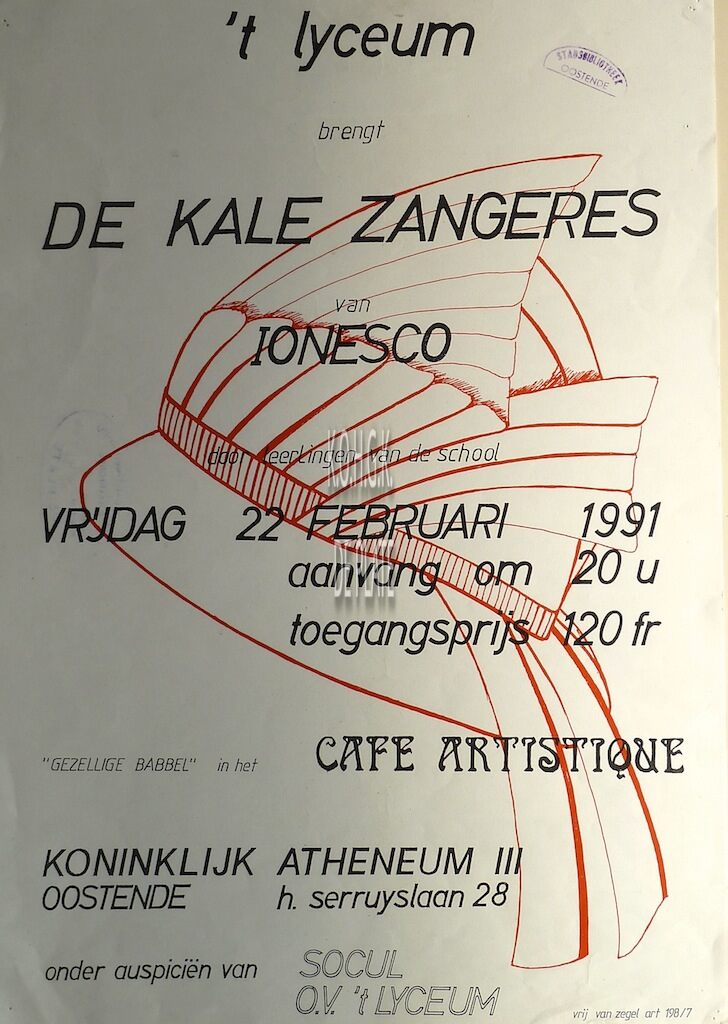 't lyceum
STADSBIBLIOTHEEK
OOSTENDE
brengt
DE KALE ZANGERES
van
IONESCO
door leerlingen van de school
K.O.H.G.K.
VRIJDAG 22 FEBRUARI 1991
aanvang om 20 u
DE PLATE
toegangsprijs 120 fr
"GEZELLIGE BABBEL" in het CAFE ARTISTIQUE
KONINKLIJK ATHENEUM III
OOSTENDE h. serruyslaan 28
onder auspiciën van SOCUL
O.V. 't LYCEUM
vrij van zegel art 198/7